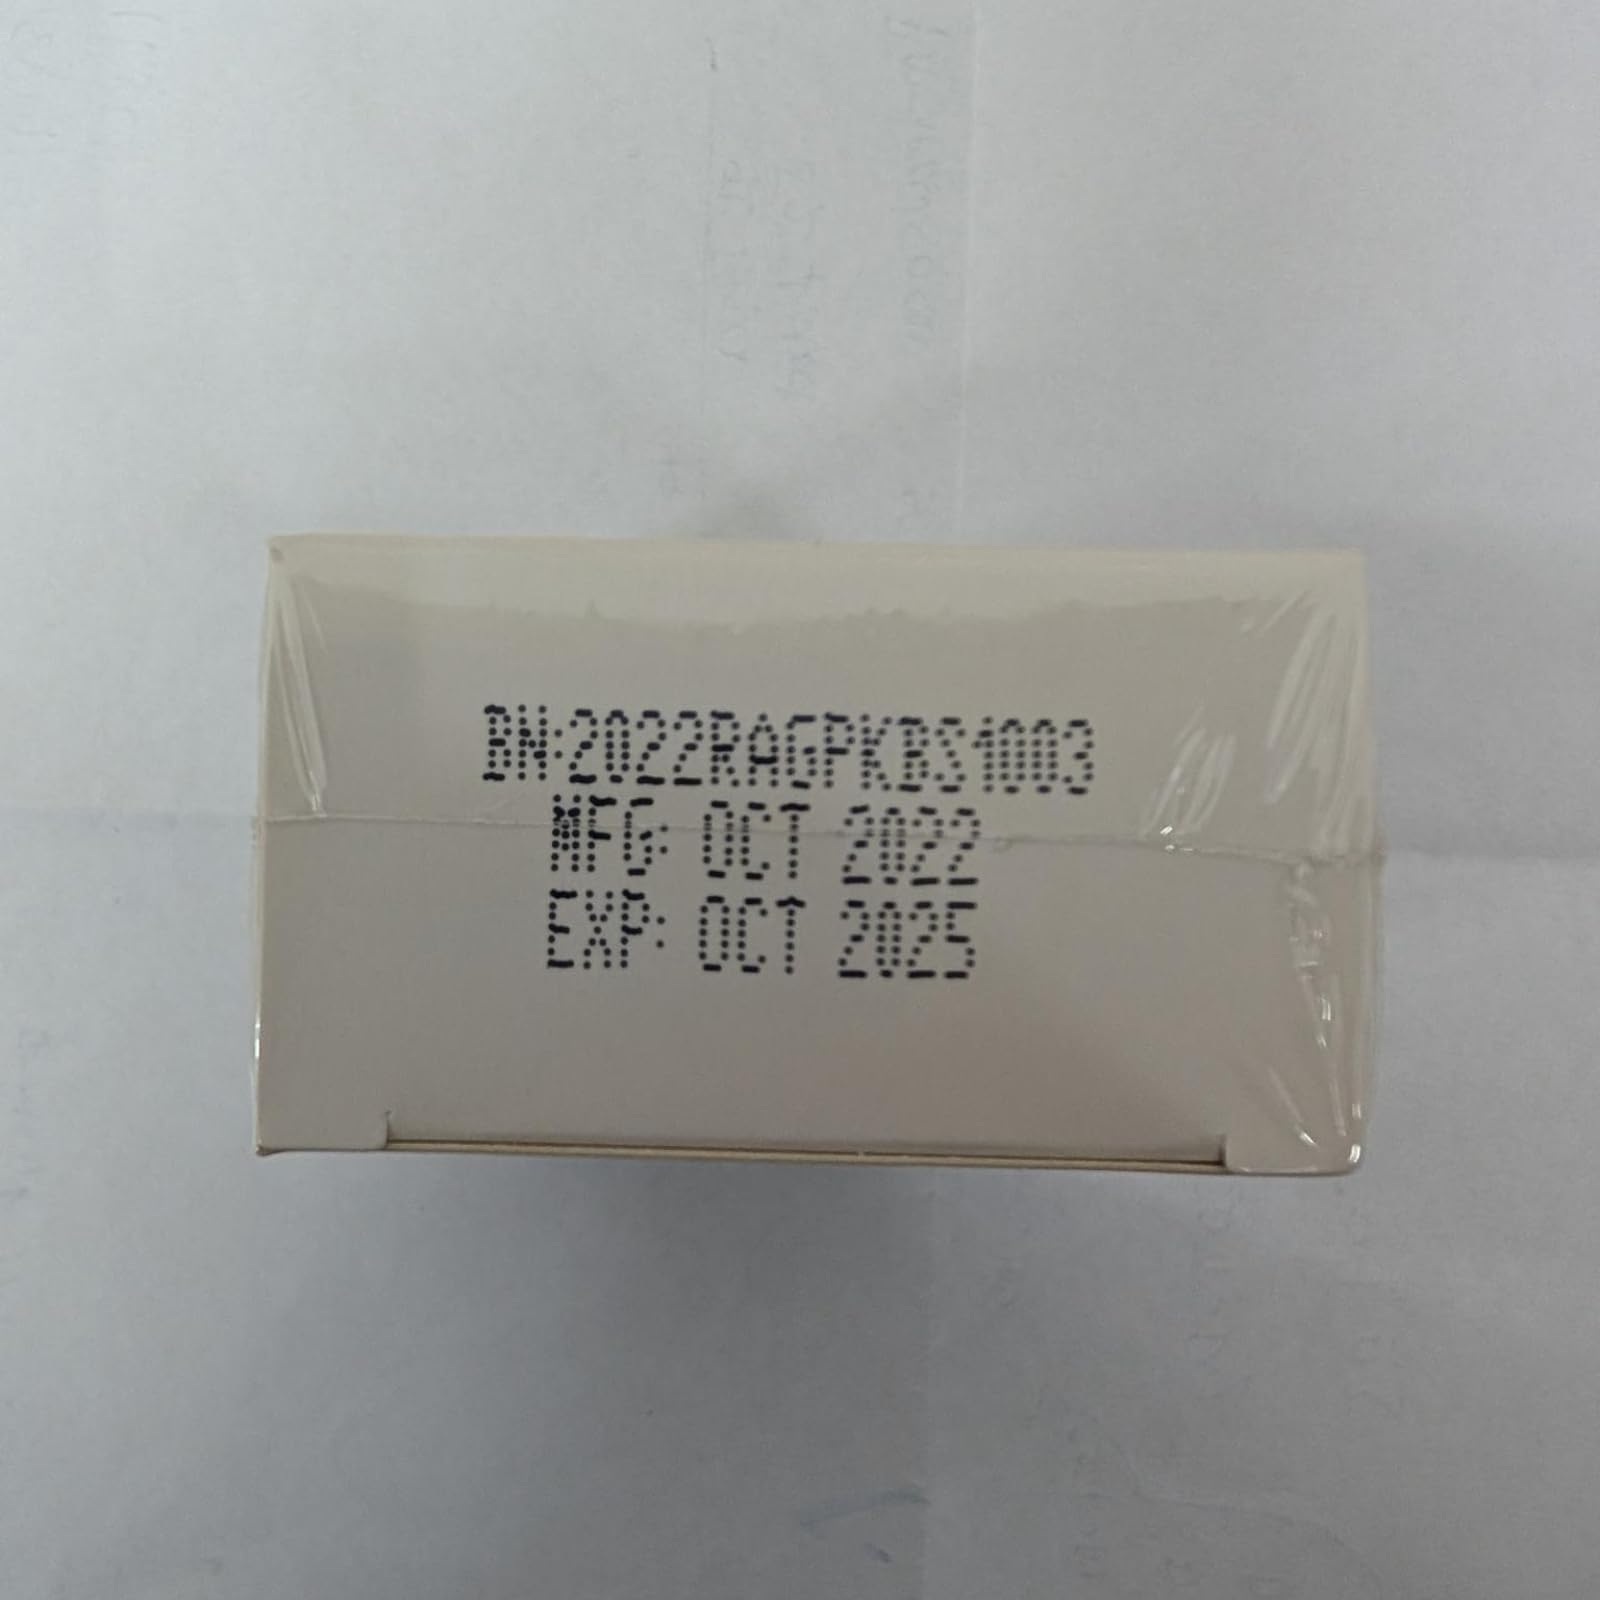 BN:2022RAGPKBS1003
MFG: OCT 2022
EXP: OCT 2025